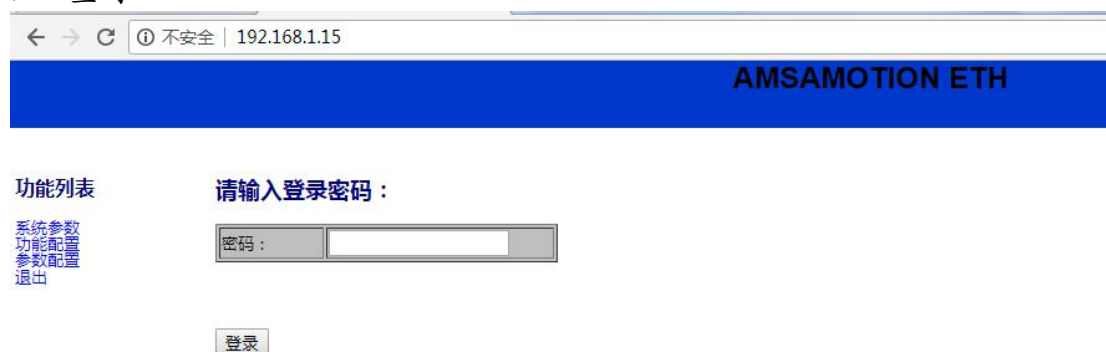 不安全 | 192.168.1.15
AMSAMOTION ETH
功能列表
请输入登录密码：
系统参数
功能配置
参数配置
退出
密码：
登录